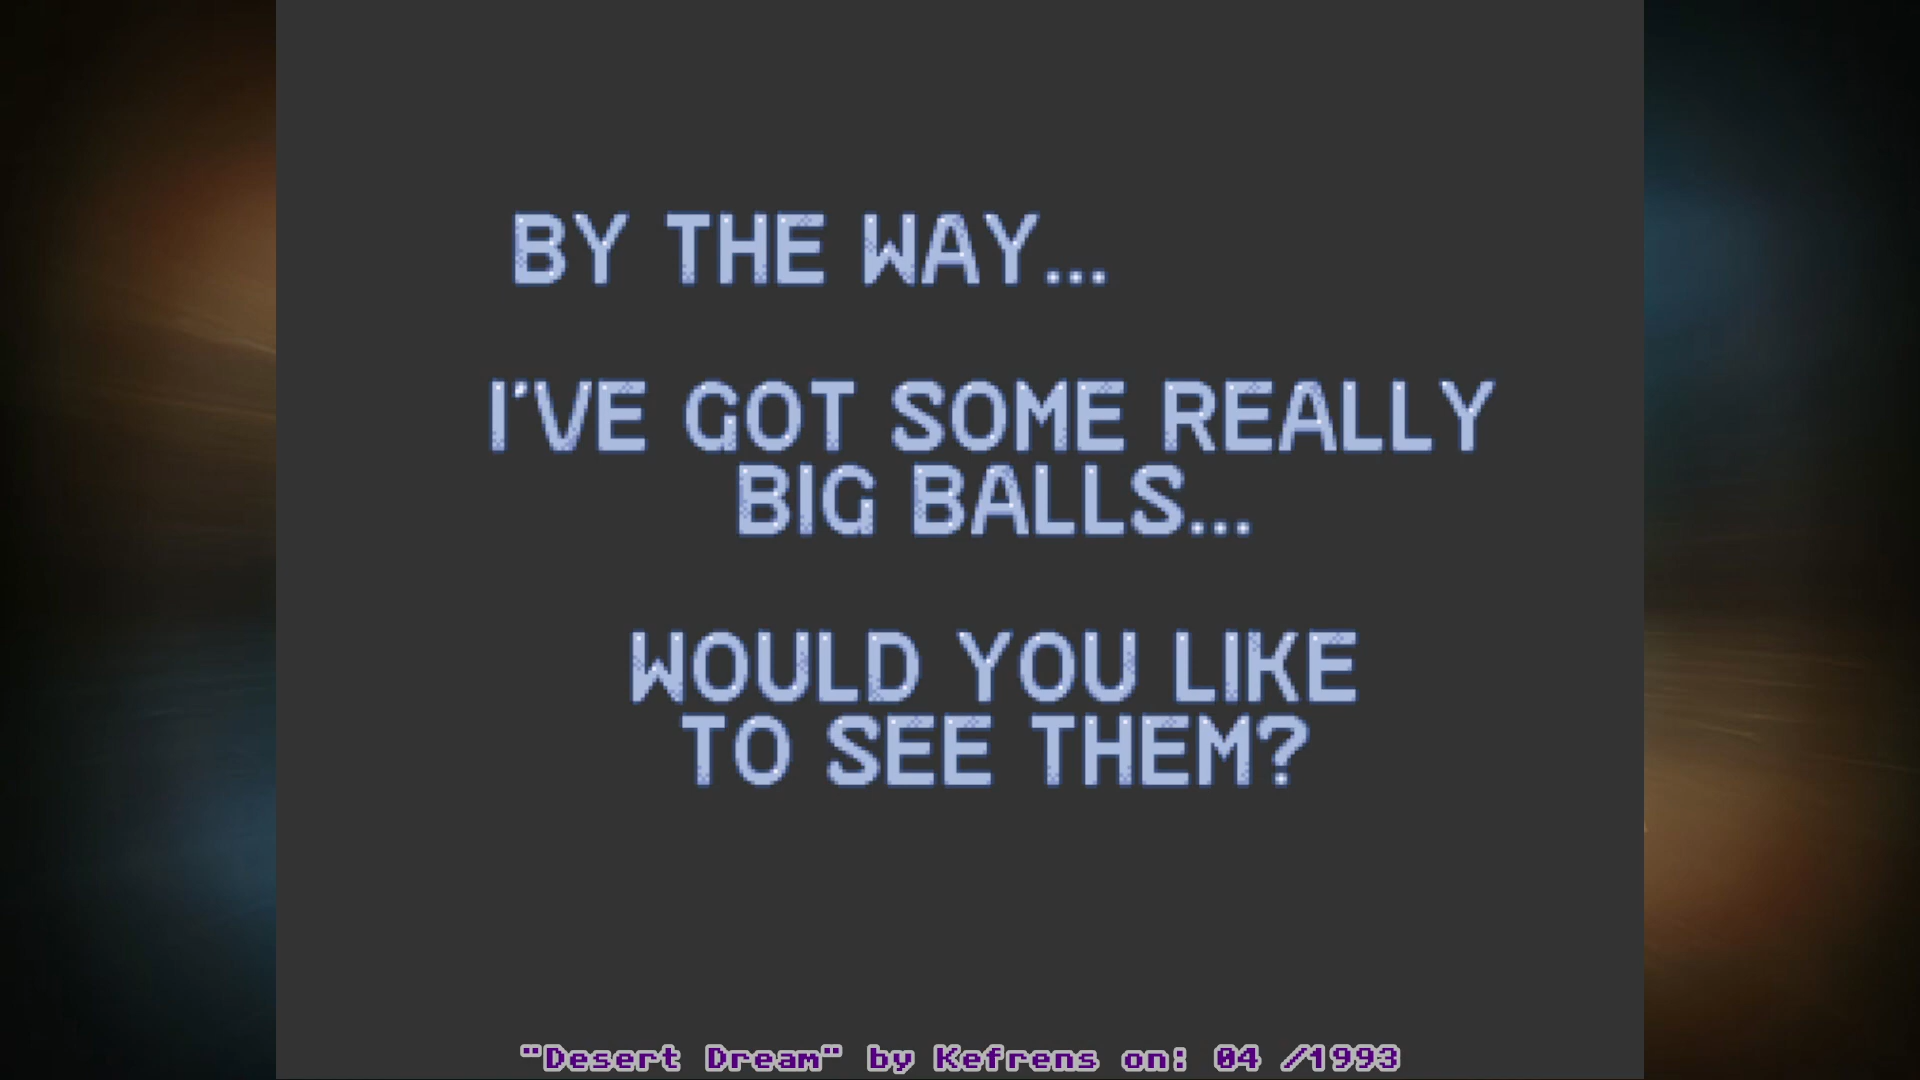 BY THE WAY...
I'VE GOT SOME REALLY
BIG BALLS...
WOULD YOU LIKE
TO SEE THEM?
"Desert Dream" by Kefrens on: 04 /1993